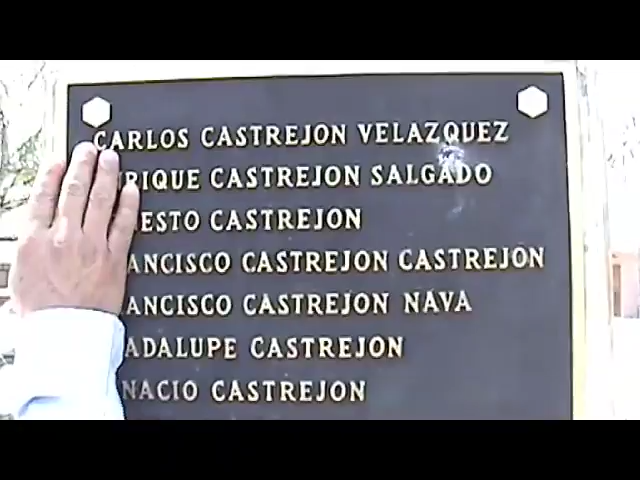 CARLOS CASTREJON VELAZQUEZ
RIQUE CASTREJON SALGADO
ESTO CASTREJON
ANCISCO CASTREJON CASTREJON
ANCISCO CASTREJON NAVA
ADALUPE CASTREJON
NACIO CASTREJON